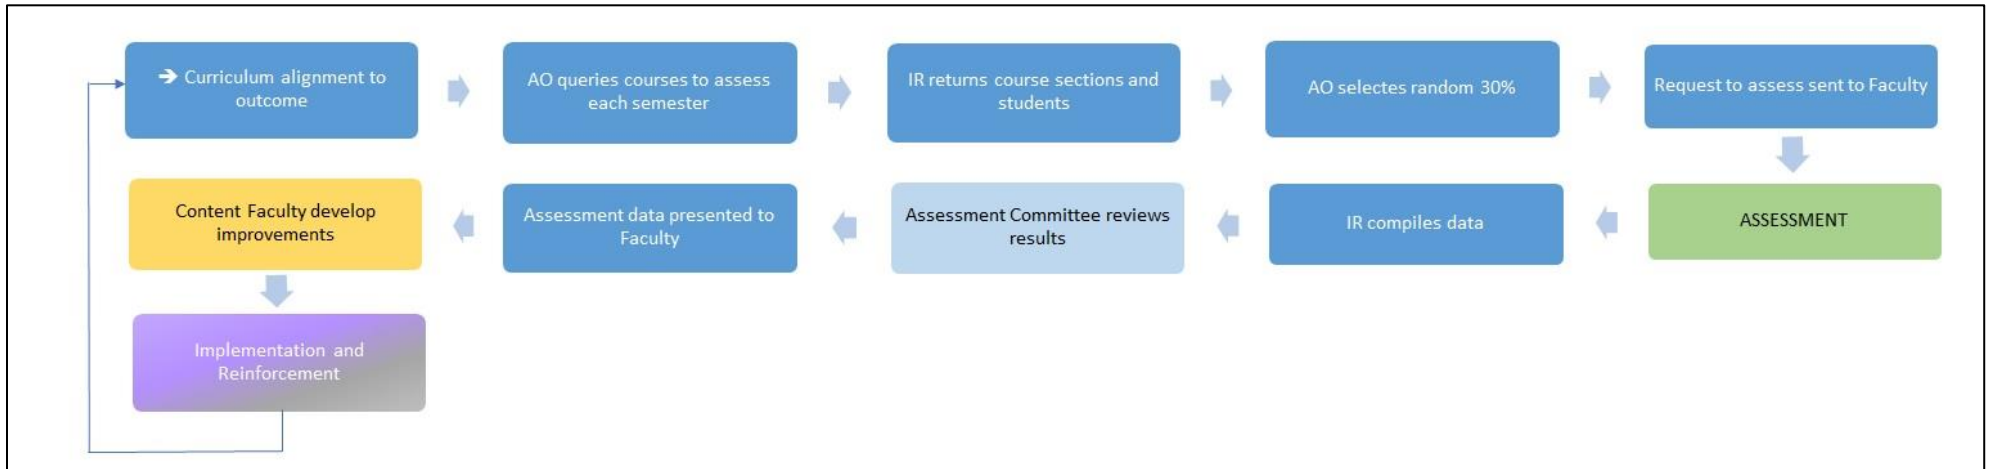 ➔ Curriculum alignment to
outcome
AO queries courses to assess
each semester
IR returns course sections and
students
AO selectes random 30%
Request to assess sent to Faculty
ASSESSMENT
IR compiles data
Assessment Committee reviews
results
Assessment data presented to
Faculty
Content Faculty develop
improvements
Implementation and
Reinforcement